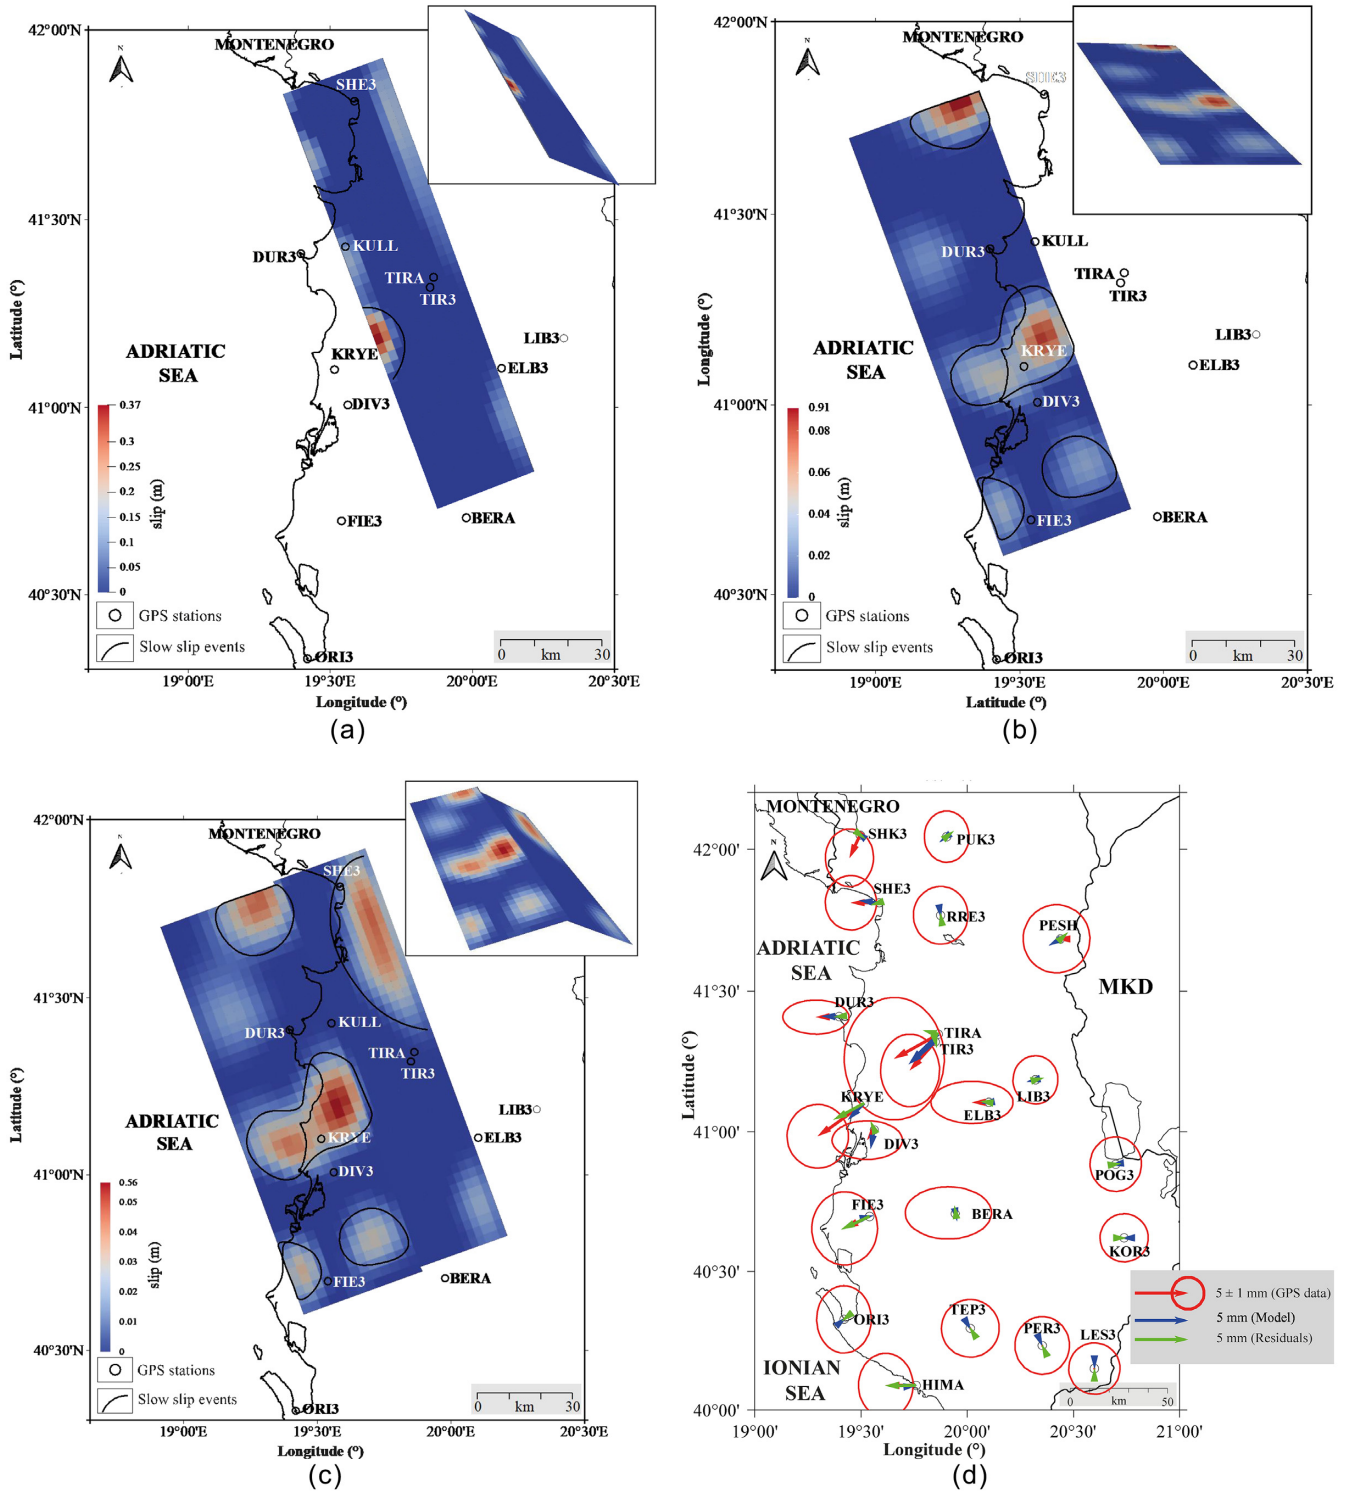 42°00'N
N
MONTENEGRO
SHE3
41°30'N
KULL
DUR3
TIRA
TIR3
LIB3
KRYE
ELB3
ADRIATIC
SEA
DIV3
41°00'N
0.37
0.3
0.25
0.2
0.15
0.1
0.05
0
slip (m)
FIE3
BERA
40°30'N
GPS stations
Slow slip events
ORI3
0 km 30
19°00'E 19°30'E 20°00'E 20°30'E
Longitude (°)
Latitude (°)
(a)
42°00'N
N
MONTENEGRO
SHE3
41°30'N
DUR3
KULL
TIRA
TIR3
LIB3
KRYE
ELB3
ADRIATIC
SEA
DIV3
41°00'N
0.91
0.08
0.06
0.04
0.02
0
slip (m)
FIE3
BERA
40°30'N
GPS stations
Slow slip events
ORI3
0 km 30
19°00'E 19°30'E 20°00'E 20°30'E
Latitude (°)
Longitude (°)
(b)
42°00'N
N
MONTENEGRO
SHE3
41°30'N
DUR3
KULL
TIRA
TIR3
LIB3
ADRIATIC
SEA
KRYE
ELB3
DIV3
41°00'N
0.56
0.05
0.04
0.03
0.02
0.01
0
slip (m)
FIE3
BERA
40°30'N
GPS stations
Slow slip events
ORI3
0 km 30
19°00'E 19°30'E 20°00'E 20°30'E
Longitude (°)
Latitude (°)
(c)
MONTENEGRO
SHK3
PUK3
42°00'
N
SHE3
RRE3
PESH
ADRIATIC
SEA
MKD
41°30'
DUR3
TIRA
TIR3
KRYE
ELB3
LIB3
41°00'
DIV3
POG3
FIE3
BERA
KOR3
40°30'
5 ± 1 mm (GPS data)
5 mm (Model)
5 mm (Residuals)
ORI3
TEP3
PER3
LES3
IONIAN
SEA
HIMA
0 km 50
40°00'
19°00' 19°30' 20°00' 20°30' 21°00'
Longitude (°)
Latitude (°)
(d)